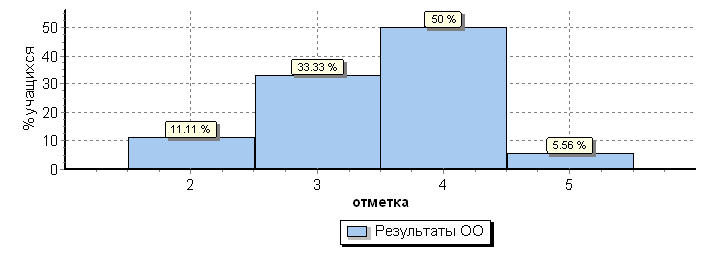 50 %
50
40
33.33 %
30
20
11.11 %
10
5.56 %
0
% учащихся
2 3 4 5
отметка
Результаты ОО